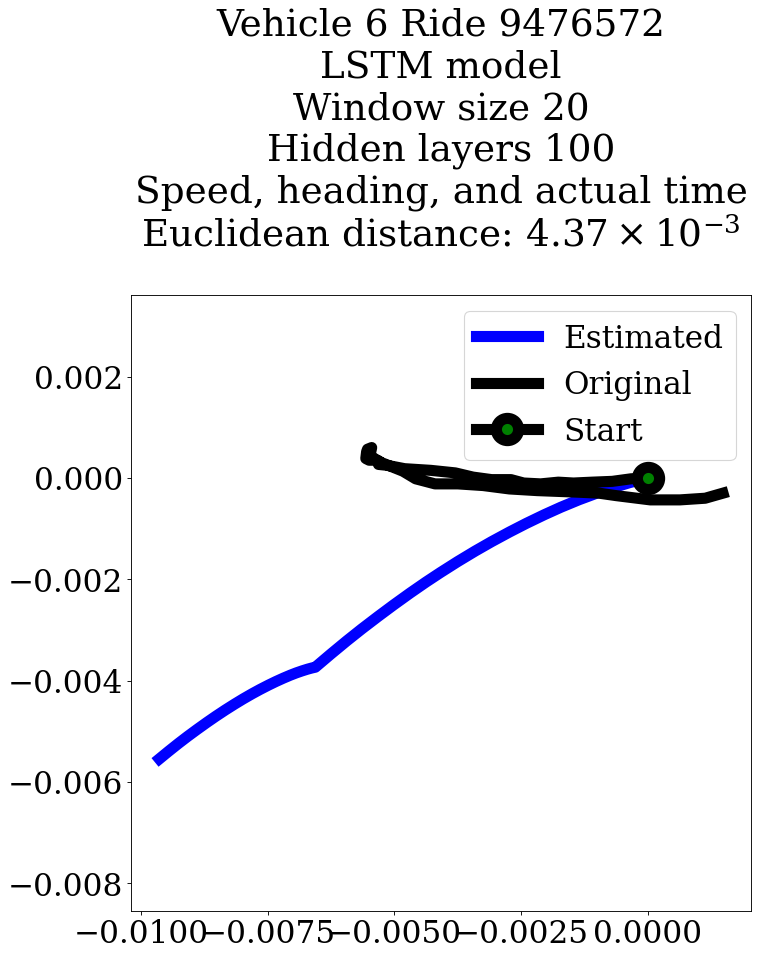 Vehicle 6 Ride 9476572
LSTM model
Window size 20
Hidden layers 100
Speed, heading, and actual time
Euclidean distance: 4.37 × 10⁻³
Estimated
Original
Start
0.002
0.000
−0.002
−0.004
−0.006
−0.008
−0.0100 −0.0075 −0.0050 −0.0025 0.0000